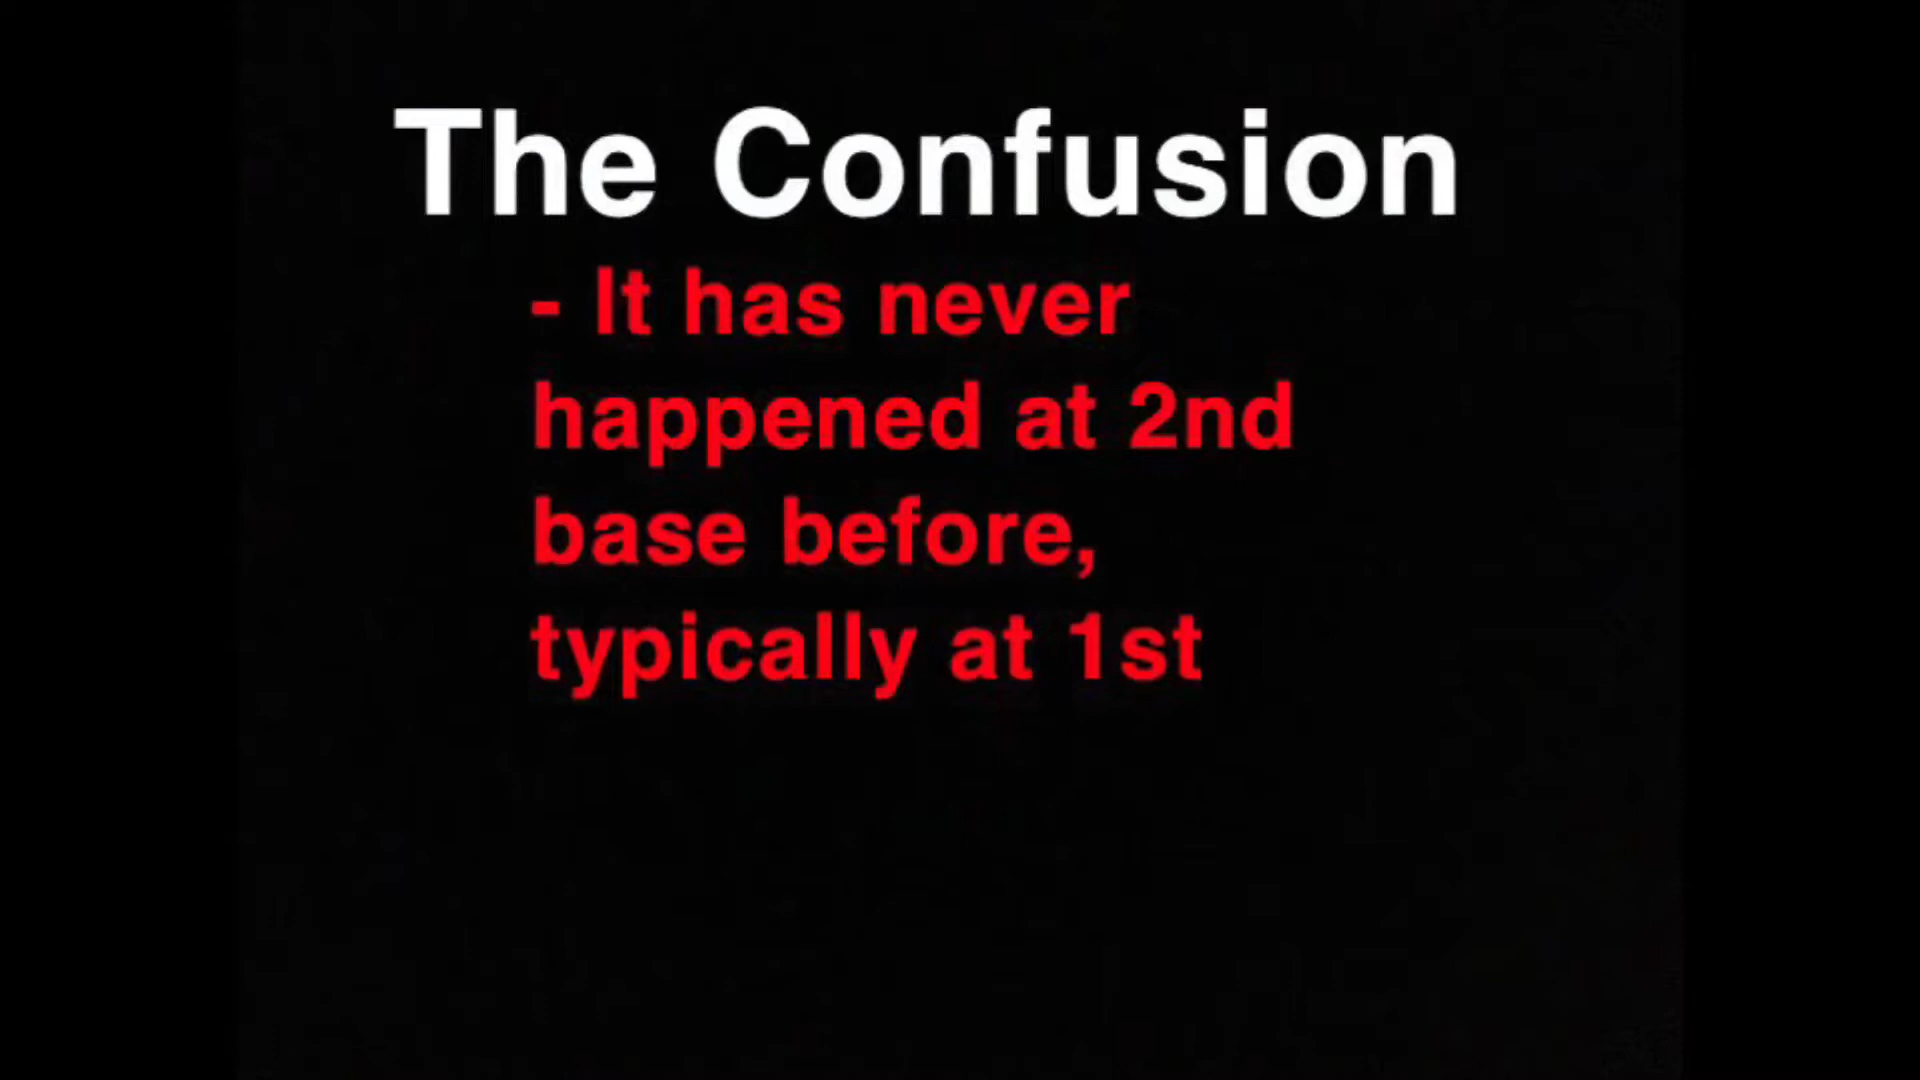 The Confusion
- It has never
happened at 2nd
base before,
typically at 1st